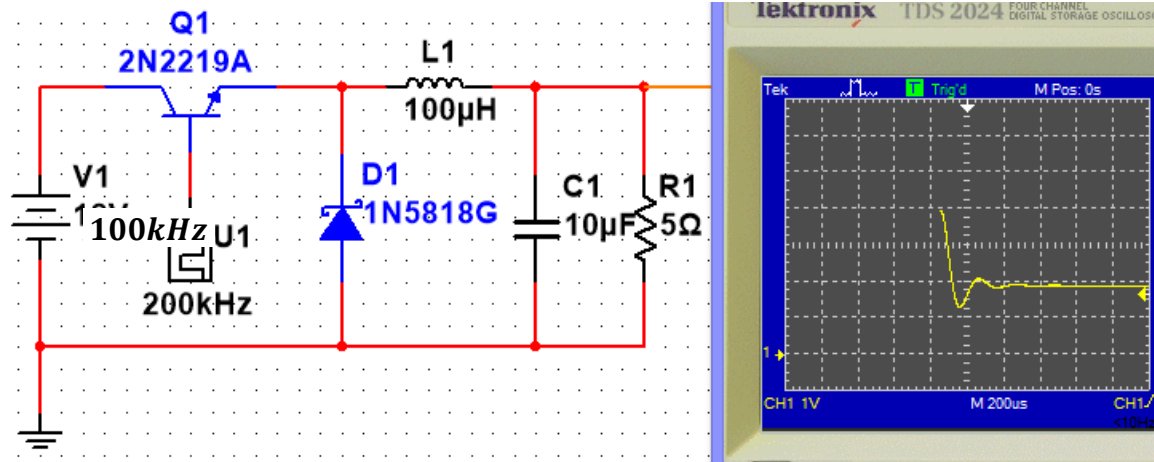 Q1
2N2219A
L1
100µH
V1
100kHz
U1
200kHz
D1
1N5818G
C1
10µF
R1
5Ω
Tektronix TDS 2024 FOUR CHANNEL
DIGITAL STORAGE
Tek T Trig'd M Pos: 0s
1
CH1 1V M 200us CH1